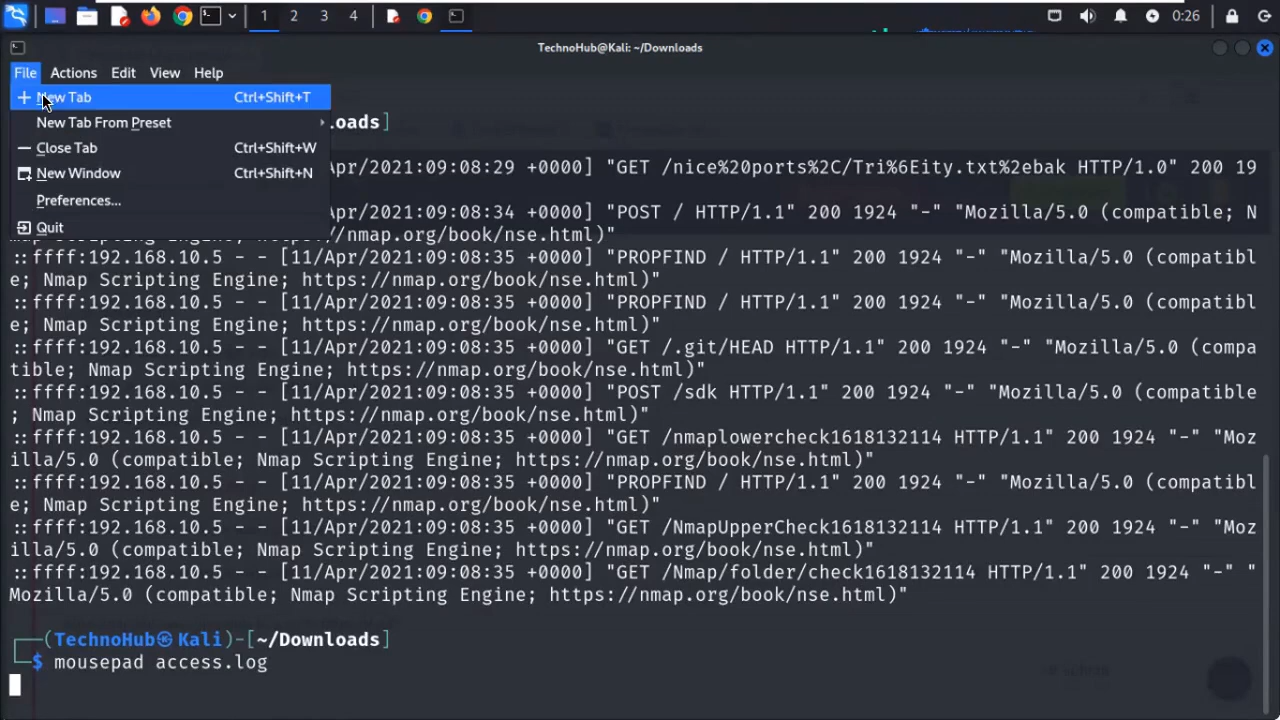 1 2 3 4 0:26
TechnoHub@Kali: ~/Downloads
File Actions Edit View Help
New Tab Ctrl+Shift+T
New Tab From Preset
Close Tab Ctrl+Shift+W
New Window Ctrl+Shift+N
Preferences...
Quit
loads]
/Apr/2021:09:08:29 +0000] "GET /nice%20ports%2C/Tri%6Eity.txt%2ebak HTTP/1.0" 200 19
/Apr/2021:09:08:34 +0000] "POST / HTTP/1.1" 200 1924 "-" "Mozilla/5.0 (compatible; N
map Scripting Engine; https://nmap.org/book/nse.html)"
::ffff:192.168.10.5 - - [11/Apr/2021:09:08:35 +0000] "PROPFIND / HTTP/1.1" 200 1924 "-" "Mozilla/5.0 (compatibl
e; Nmap Scripting Engine; https://nmap.org/book/nse.html)"
::ffff:192.168.10.5 - - [11/Apr/2021:09:08:35 +0000] "PROPFIND / HTTP/1.1" 200 1924 "-" "Mozilla/5.0 (compatibl
e; Nmap Scripting Engine; https://nmap.org/book/nse.html)"
::ffff:192.168.10.5 - - [11/Apr/2021:09:08:35 +0000] "GET /.git/HEAD HTTP/1.1" 200 1924 "-" "Mozilla/5.0 (compa
tible; Nmap Scripting Engine; https://nmap.org/book/nse.html)"
::ffff:192.168.10.5 - - [11/Apr/2021:09:08:35 +0000] "POST /sdk HTTP/1.1" 200 1924 "-" "Mozilla/5.0 (compatible
; Nmap Scripting Engine; https://nmap.org/book/nse.html)"
::ffff:192.168.10.5 - - [11/Apr/2021:09:08:35 +0000] "GET /nmaplowercheck1618132114 HTTP/1.1" 200 1924 "-" "Moz
illa/5.0 (compatible; Nmap Scripting Engine; https://nmap.org/book/nse.html)"
::ffff:192.168.10.5 - - [11/Apr/2021:09:08:35 +0000] "PROPFIND / HTTP/1.1" 200 1924 "-" "Mozilla/5.0 (compatibl
e; Nmap Scripting Engine; https://nmap.org/book/nse.html)"
::ffff:192.168.10.5 - - [11/Apr/2021:09:08:35 +0000] "GET /NmapUpperCheck1618132114 HTTP/1.1" 200 1924 "-" "Moz
illa/5.0 (compatible; Nmap Scripting Engine; https://nmap.org/book/nse.html)"
::ffff:192.168.10.5 - - [11/Apr/2021:09:08:35 +0000] "GET /Nmap/folder/check1618132114 HTTP/1.1" 200 1924 "-" "
Mozilla/5.0 (compatible; Nmap Scripting Engine; https://nmap.org/book/nse.html)"
(TechnoHub㉿Kali)-[~/Downloads]
$ mousepad access.log